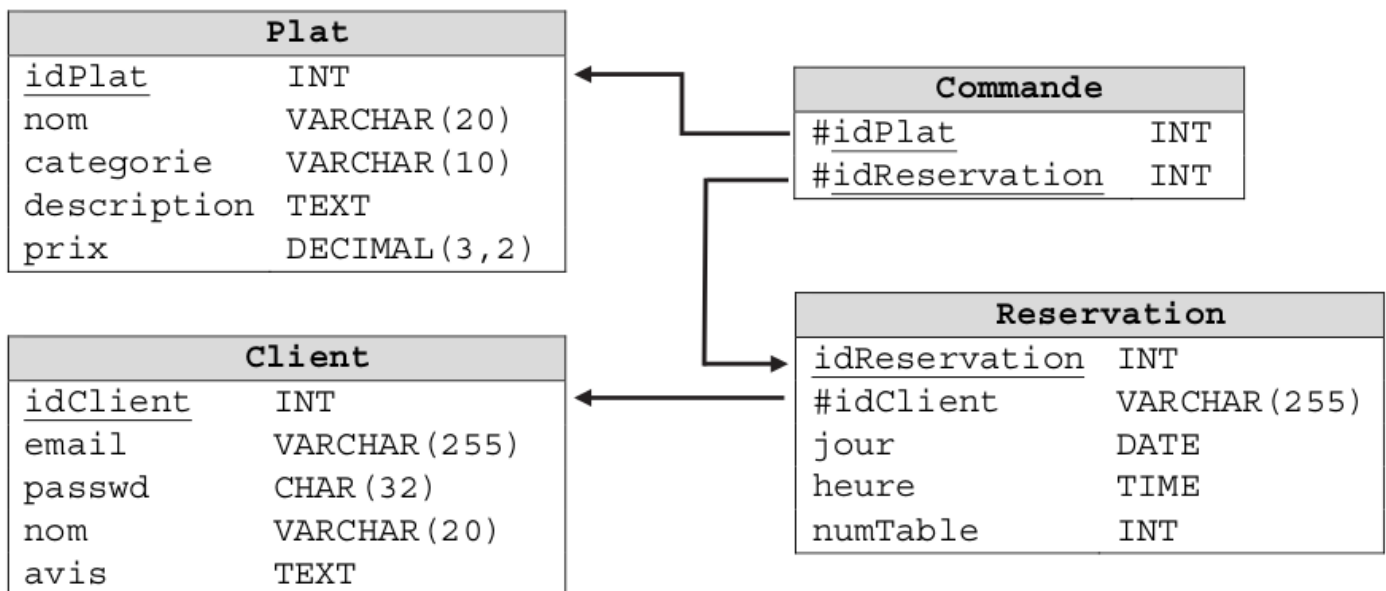 Plat
idPlat INT
nom VARCHAR(20)
categorie VARCHAR(10)
description TEXT
prix DECIMAL(3,2)
Commande
#idPlat INT
#idReservation INT
Client
idClient INT
email VARCHAR(255)
passwd CHAR(32)
nom VARCHAR(20)
avis TEXT
Reservation
idReservation INT
#idClient VARCHAR(255)
jour DATE
heure TIME
numTable INT